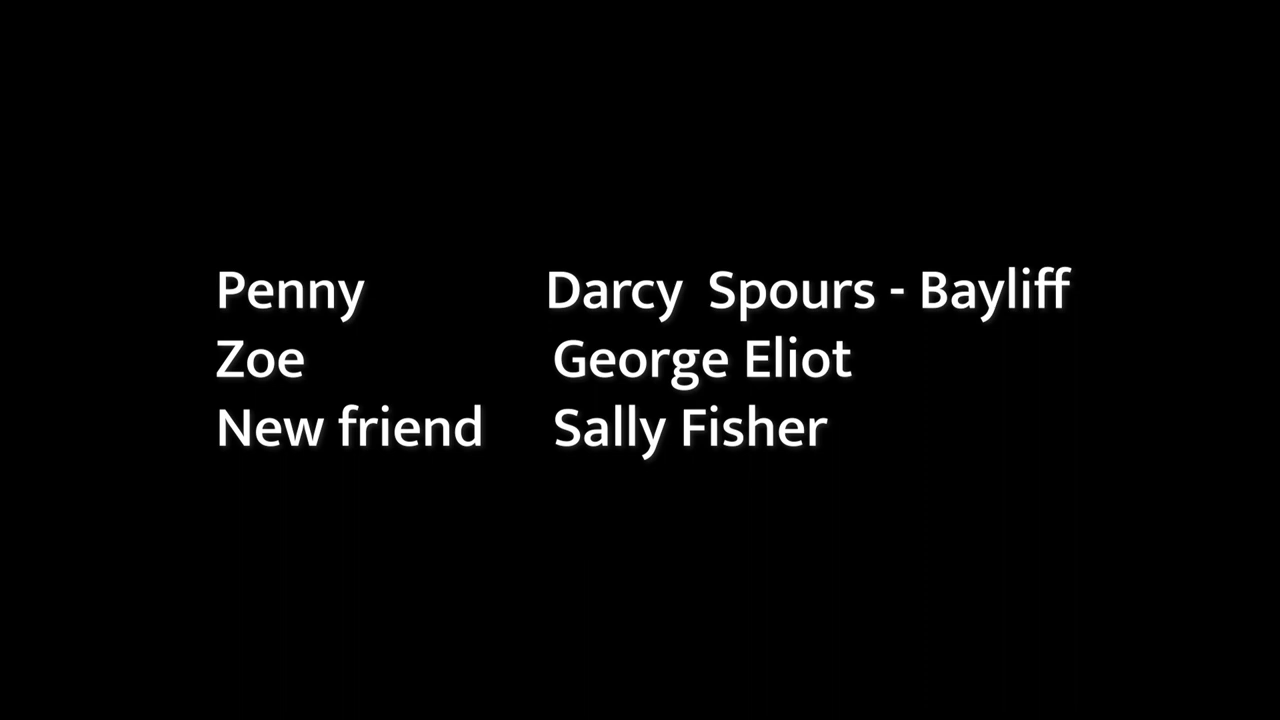 Penny Darcy Spours - Bayliff
Zoe George Eliot
New friend Sally Fisher